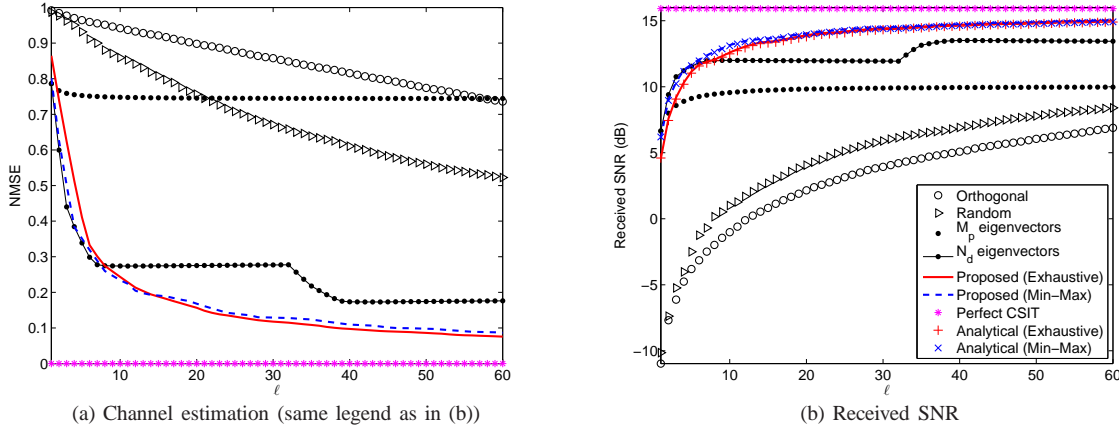 1
0.9
0.8
0.7
0.6
0.5
0.4
0.3
0.2
0.1
0
NMSE
10 20 30 40 50 60
ℓ
(a) Channel estimation (same legend as in (b))
15
10
5
0
−5
−10
Received SNR (dB)
Orthogonal
Random
M_p eigenvectors
N_d eigenvectors
Proposed (Exhaustive)
Proposed (Min−Max)
Perfect CSIT
Analytical (Exhaustive)
Analytical (Min−Max)
10 20 30 40 50 60
ℓ
(b) Received SNR